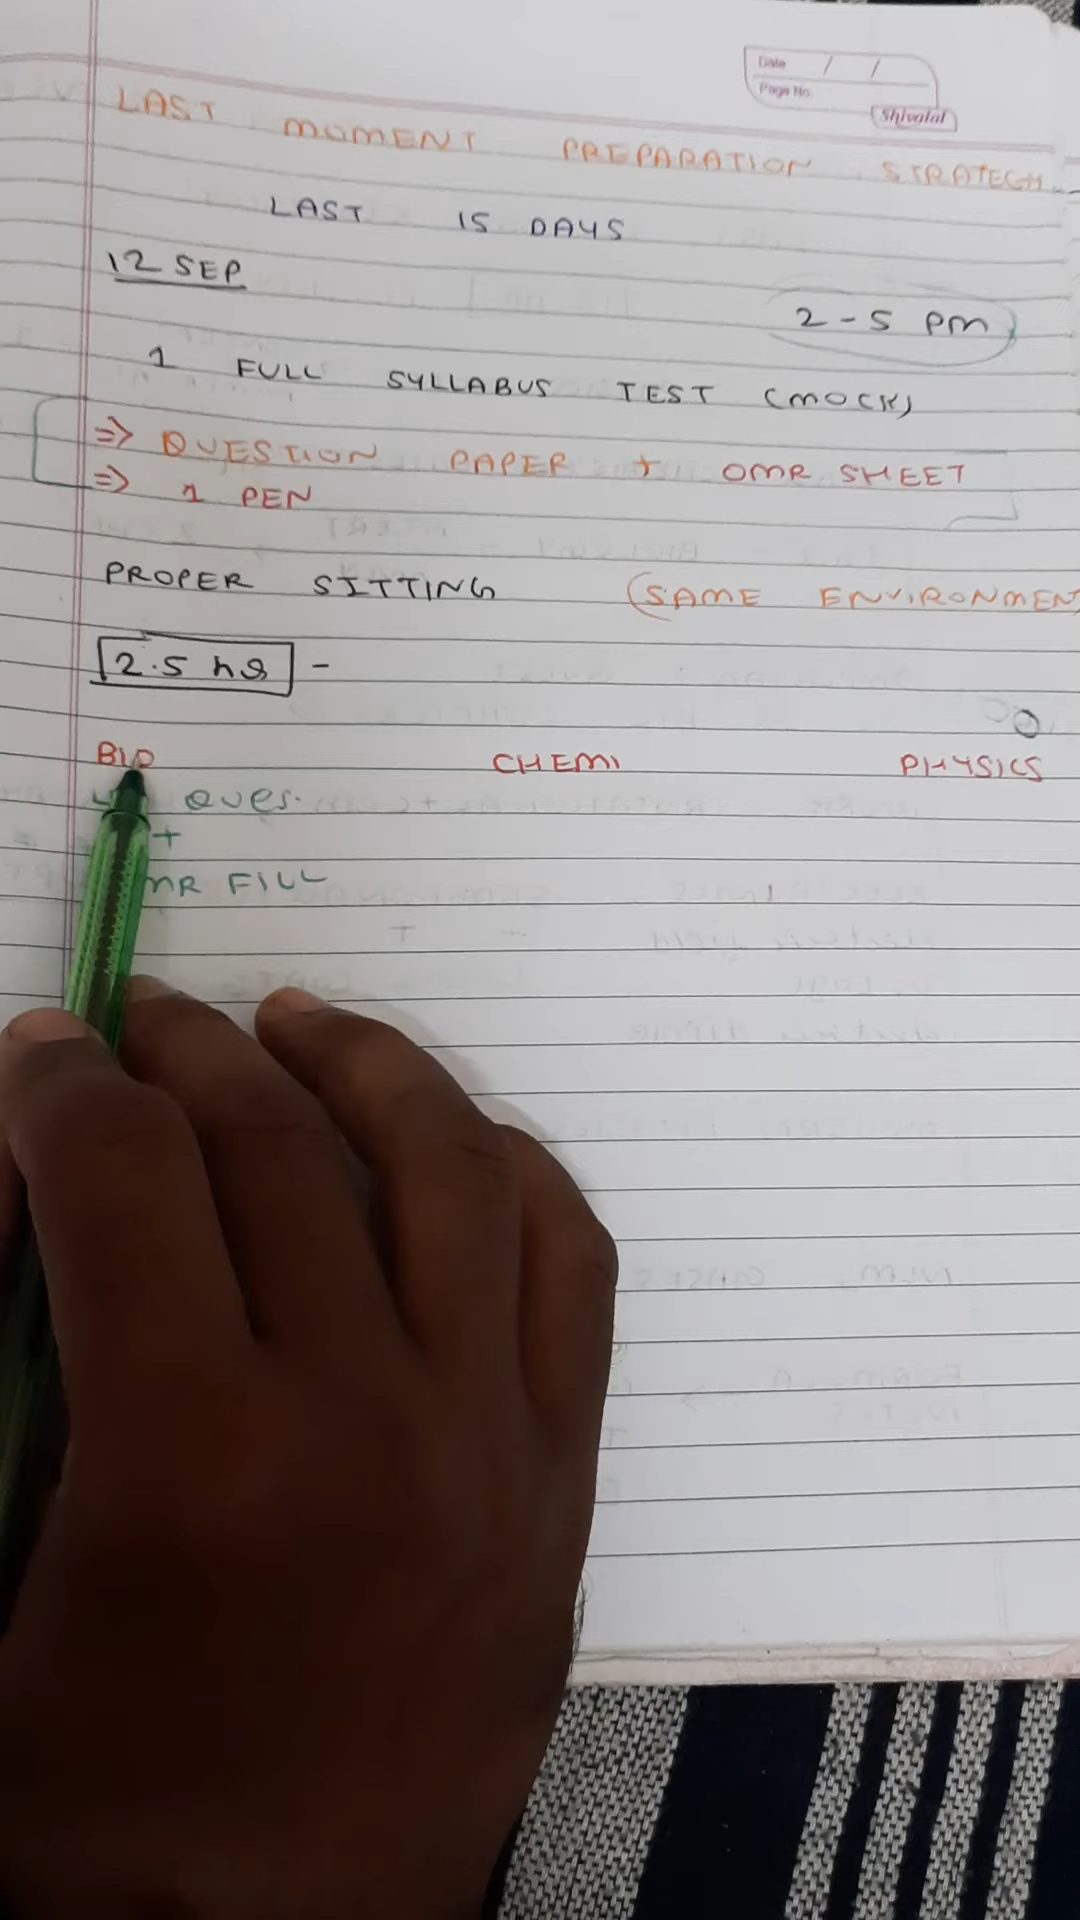 Date / /
Page No.
Shivalal
LAST MOMENT PREPARATION STRATEGY
LAST 15 DAYS
12 SEP
2-5 PM
1 FULL SYLLABUS TEST (MOCK)
=> QUESTION PAPER + OMR SHEET
=> 1 PEN
PROPER SITTING (SAME ENVIRONMENT
2.5 hrs -
BIO CHEMI PHYSICS
Ques.
+
MR FILL